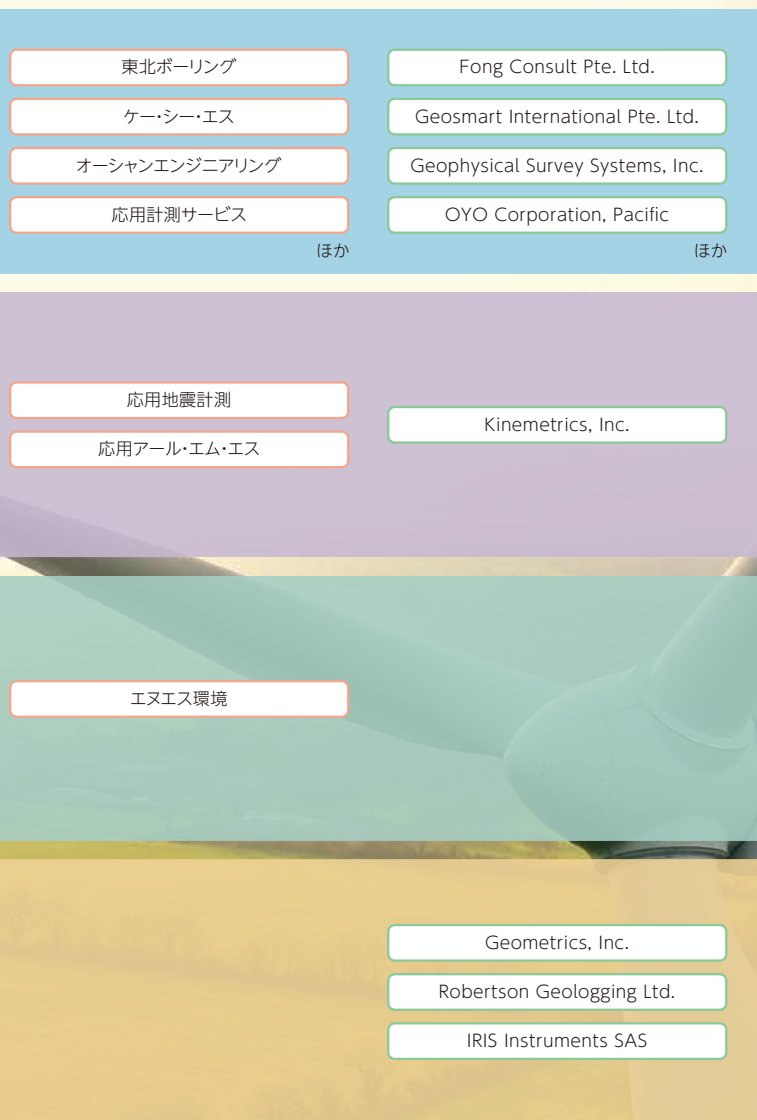 東北ボーリング
ケー・シー・エス
オーシャンエンジニアリング
応用計測サービス
ほか
Fong Consult Pte. Ltd.
Geosmart International Pte. Ltd.
Geophysical Survey Systems, Inc.
OYO Corporation, Pacific
ほか
応用地震計測
応用アール・エム・エス
Kinemetrics, Inc.
エヌエス環境
Geometrics, Inc.
Robertson Geologging Ltd.
IRIS Instruments SAS